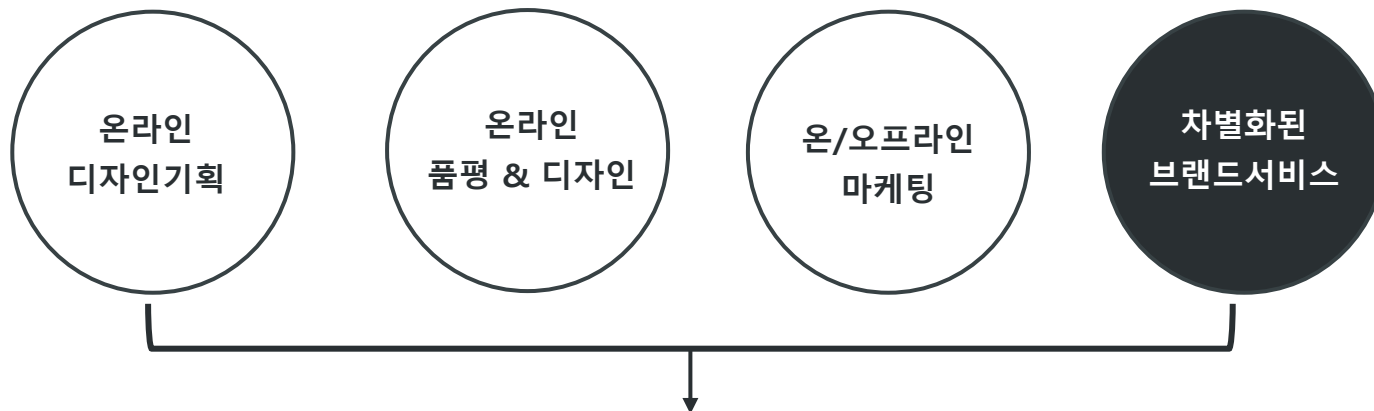 온라인
디자인기획
온라인
품평 & 디자인
온/오프라인
마케팅
차별화된
브랜드서비스